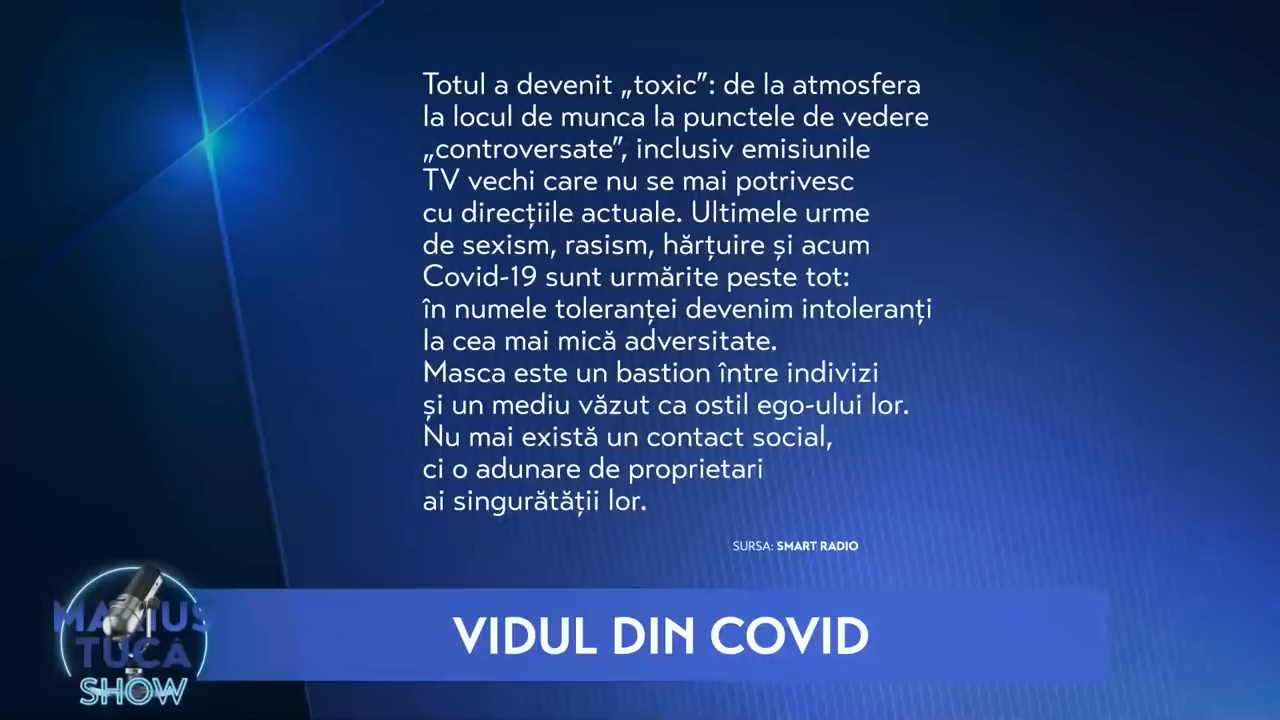 Totul a devenit „toxic”: de la atmosfera
la locul de munca la punctele de vedere
„controversate”, inclusiv emisiunile
TV vechi care nu se mai potrivesc
cu direcțiile actuale. Ultimele urme
de sexism, rasism, hărțuire și acum
Covid-19 sunt urmărite peste tot:
în numele toleranței devenim intoleranți
la cea mai mică adversitate.
Masca este un bastion între indivizi
și un mediu văzut ca ostil ego-ului lor.
Nu mai există un contact social,
ci o adunare de proprietari
ai singurătății lor.
SURSA: SMART RADIO
VIDUL DIN COVID
MARIUS
TUCĂ
SHOW